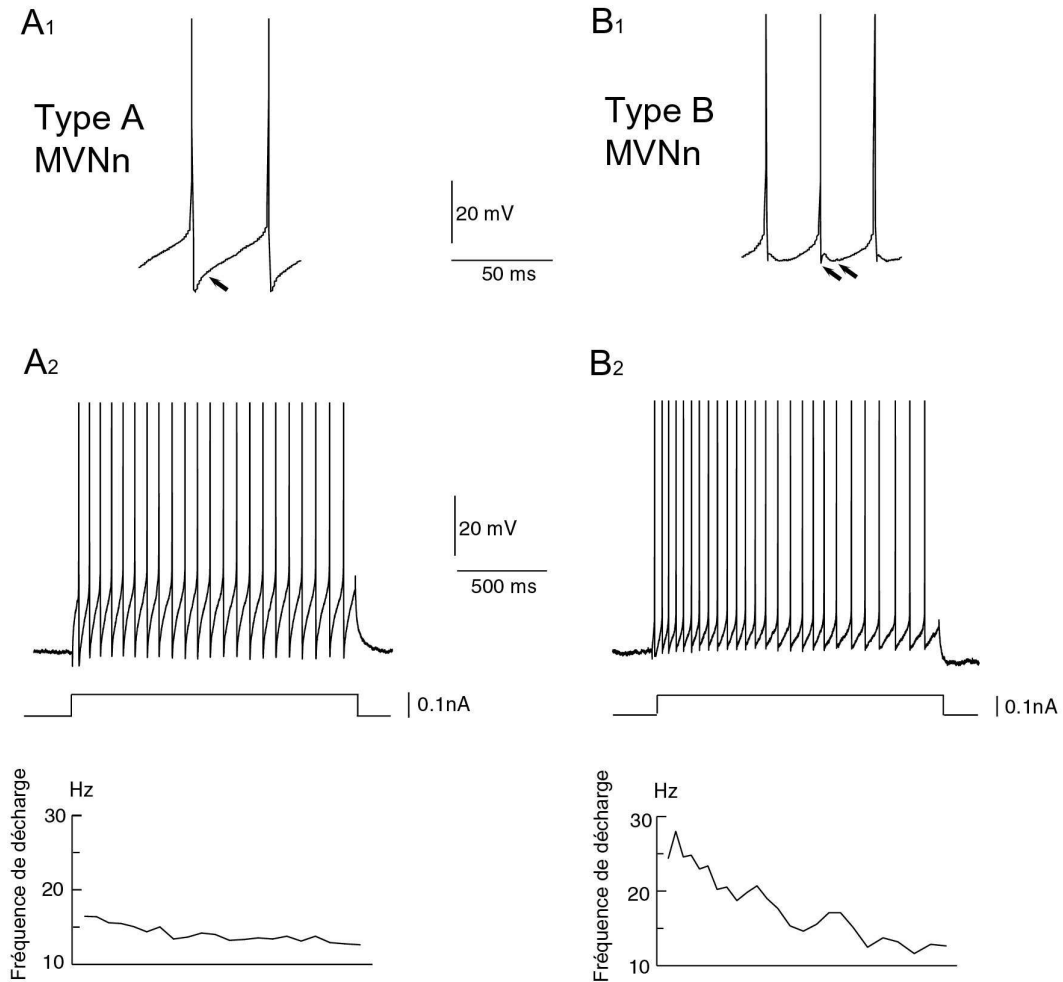 A1
Type A
MVNn
20 mV
50 ms
B1
Type B
MVNn
A2
20 mV
500 ms
0.1nA
B2
0.1nA
Fréquence de décharge
Hz
30
20
10
Fréquence de décharge
Hz
30
20
10